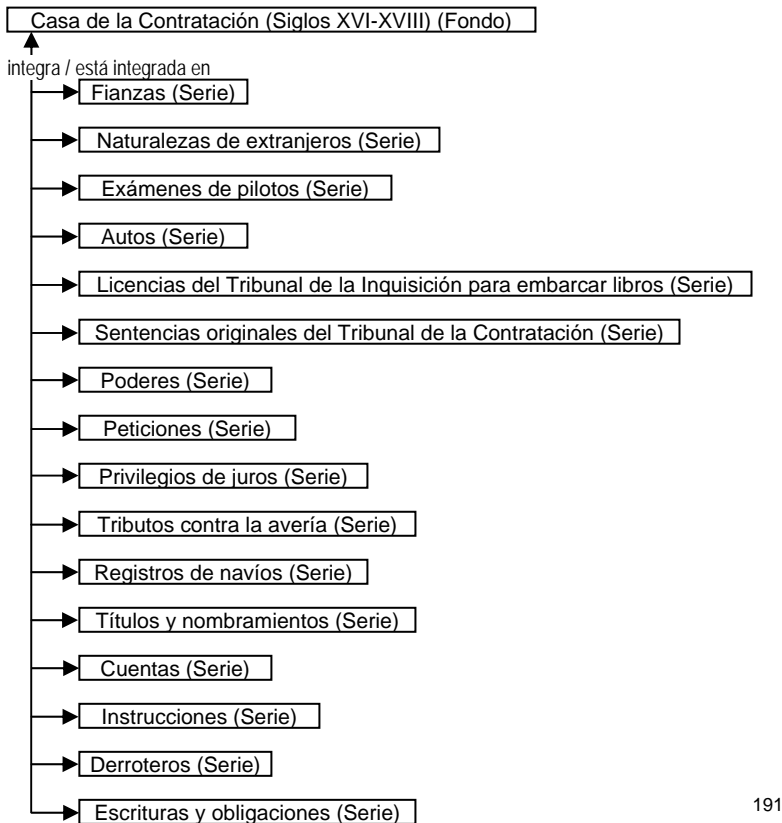 Casa de la Contratación (Siglos XVI-XVIII) (Fondo)
integra / está integrada en
Fianzas (Serie)
Naturalezas de extranjeros (Serie)
Exámenes de pilotos (Serie)
Autos (Serie)
Licencias del Tribunal de la Inquisición para embarcar libros (Serie)
Sentencias originales del Tribunal de la Contratación (Serie)
Poderes (Serie)
Peticiones (Serie)
Privilegios de juros (Serie)
Tributos contra la avería (Serie)
Registros de navíos (Serie)
Títulos y nombramientos (Serie)
Cuentas (Serie)
Instrucciones (Serie)
Derroteros (Serie)
Escrituras y obligaciones (Serie)
191